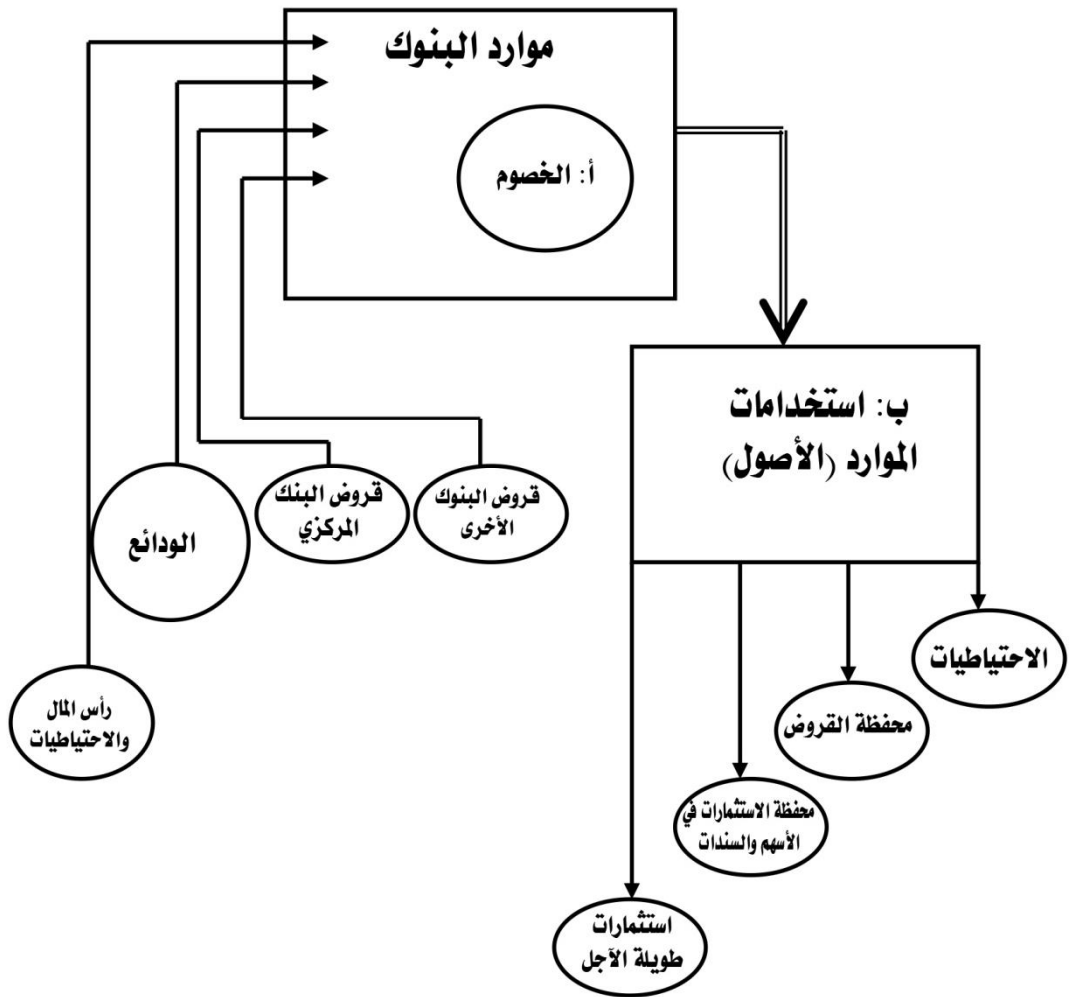 موارد البنوك
أ: الخصوم
ب: استخدامات
الموارد (الأصول)
قروض البنوك
الأخرى
قروض البنك
المركزي
الودائع
رأس المال
والاحتياطيات
الاحتياطيات
محفظة القروض
محفظة الاستثمارات في
الأسهم والسندات
استثمارات
طويلة الآجل